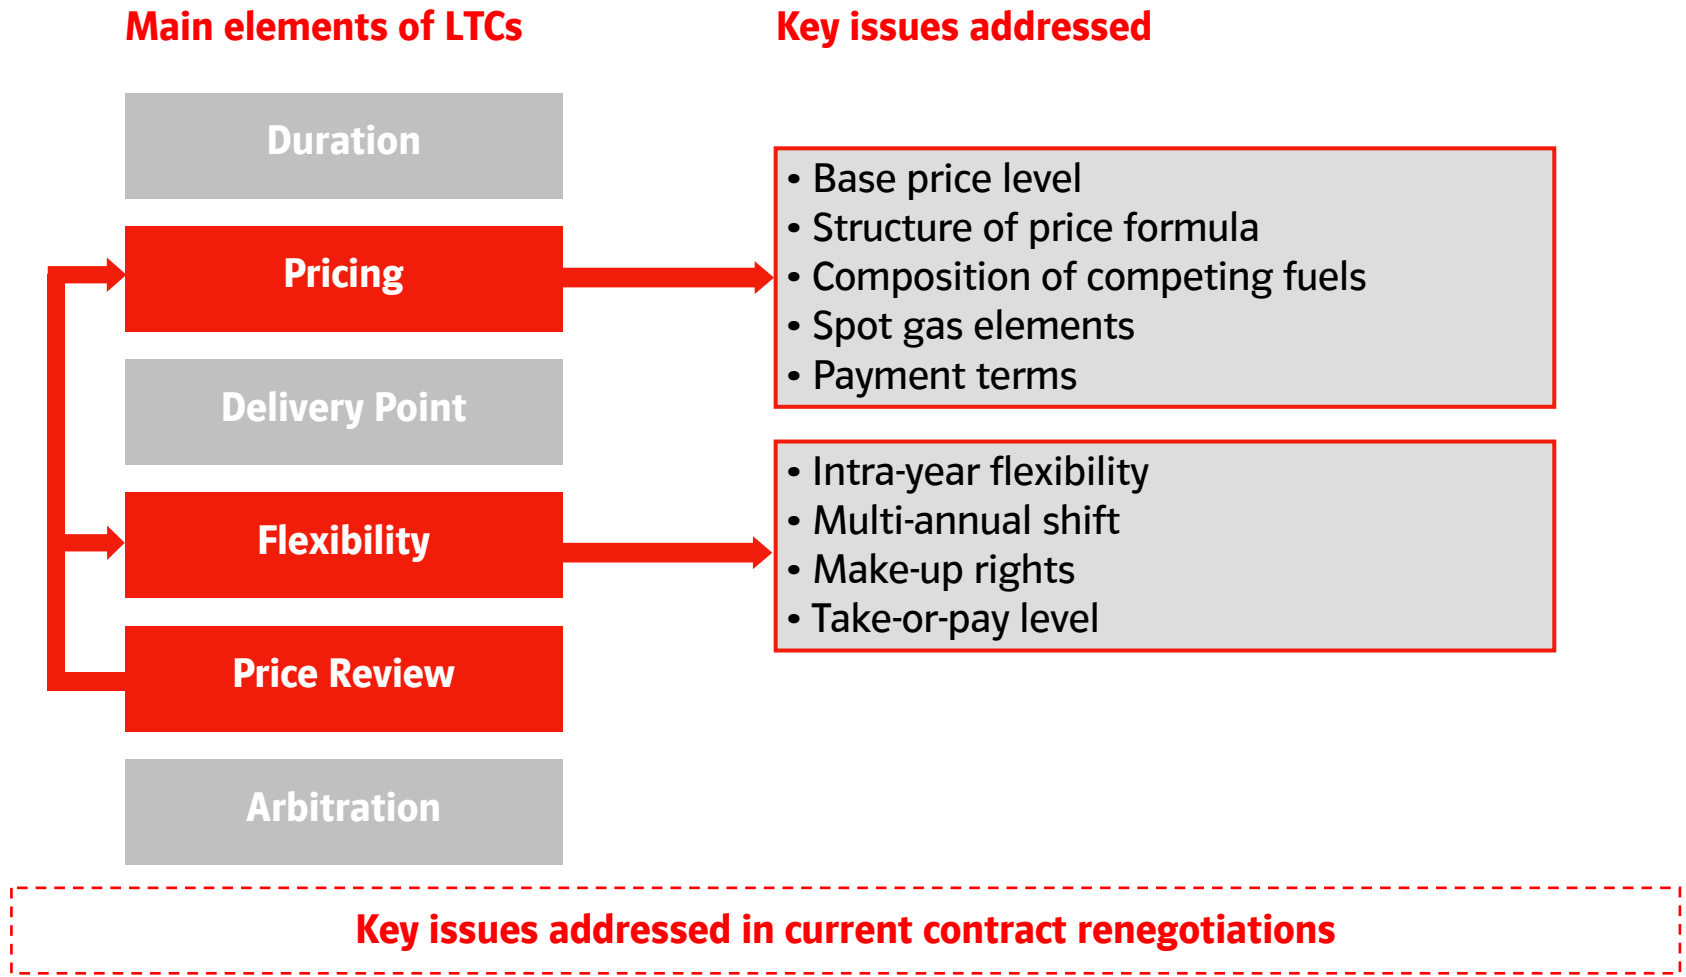 Main elements of LTCs
Key issues addressed
Duration
Pricing
Delivery Point
Flexibility
Price Review
Arbitration
• Base price level
• Structure of price formula
• Composition of competing fuels
• Spot gas elements
• Payment terms
• Intra-year flexibility
• Multi-annual shift
• Make-up rights
• Take-or-pay level
Key issues addressed in current contract renegotiations